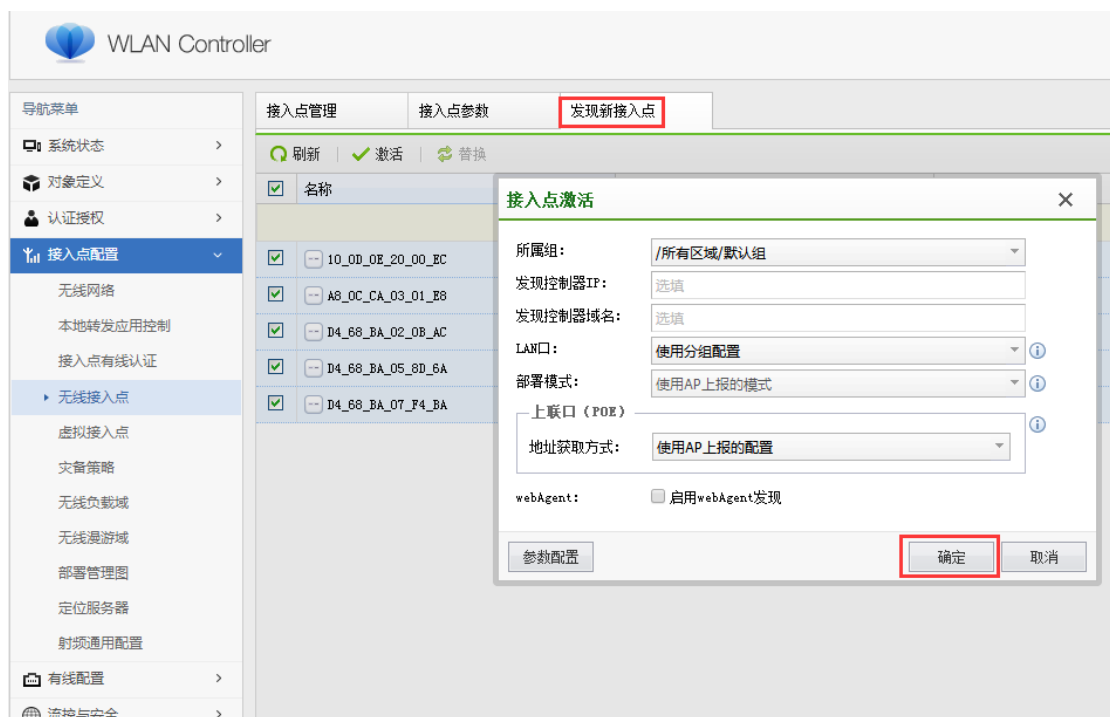 WLAN Controller
导航菜单
系统状态
对象定义
认证授权
接入点配置
无线网络
本地转发应用控制
接入点有线认证
无线接入点
虚拟接入点
灾备策略
无线负载域
无线漫游域
部署管理图
定位服务器
射频通用配置
有线配置
流控与安全
接入点管理 接入点参数 发现新接入点
刷新 激活 替换
名称
10_0D_0E_20_00_EC
A8_0C_CA_03_01_E8
D4_68_BA_02_0B_AC
D4_68_BA_05_8D_6A
D4_68_BA_07_F4_BA
接入点激活
所属组: /所有区域/默认组
发现控制器IP: 选填
发现控制器域名: 选填
LAN口: 使用分组配置
部署模式: 使用AP上报的模式
上联口 (POE)
地址获取方式: 使用AP上报的配置
webAgent: 启用webAgent发现
参数配置 确定 取消